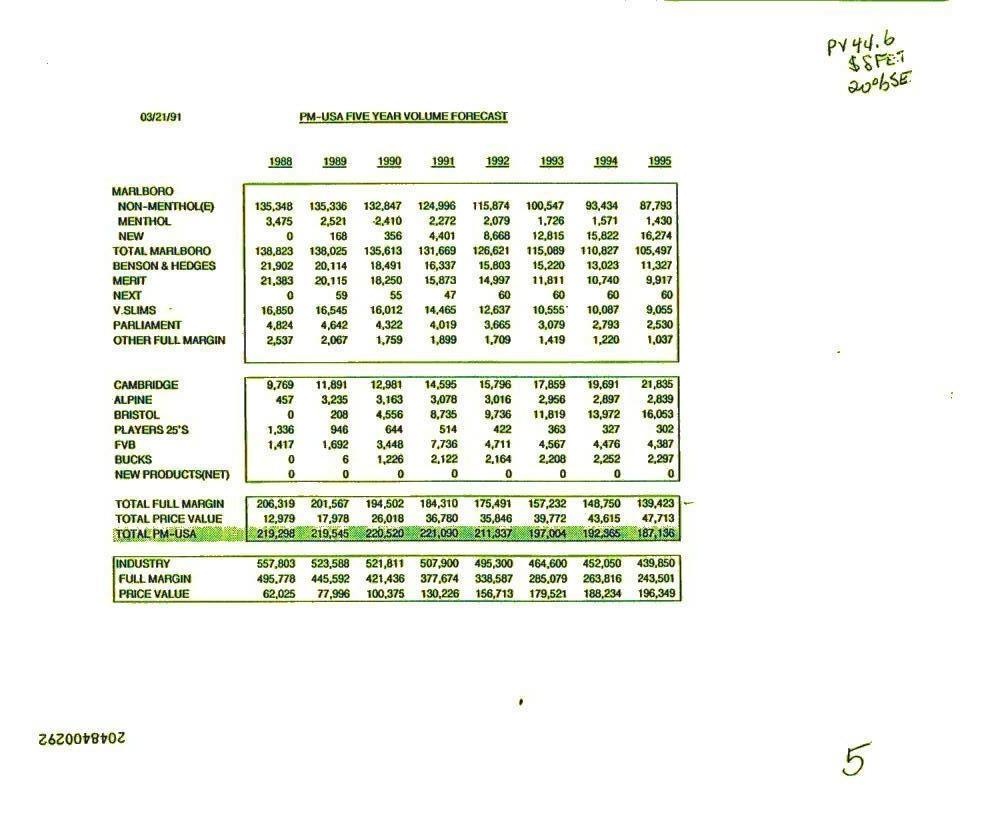 PV 44.6
$8FET
20%SE
03/21/91 PM-USA FIVE YEAR VOLUME FORECAST
1988 1989 1990 1991 1992 1993 1994 1995
MARLBORO
NON-MENTHOL(E) 135,348 135,336 132,847 124,996 115,874 100,547 93,434 87,793
MENTHOL 3,475 2,521 2,410 2,272 2,079 1,726 1,571 1,430
NEW 0 168 356 4,401 8,668 12,815 15,822 16,274
TOTAL MARLBORO 138,823 138,025 135,613 131,669 126,621 115,089 110,827 105,497
BENSON & HEDGES 21,902 20,114 18,491 16,337 15,803 15,220 13,023 11,327
MERIT 21,383 20,115 18,250 15,873 14,997 11,811 10,740 9,917
NEXT 0 59 55 47 60 60 60 60
V.SLIMS 16,850 16,545 16,012 14,465 12,637 10,555 10,087 9,055
PARLIAMENT 4,824 4,642 4,322 4,019 3,665 3,079 2,793 2,530
OTHER FULL MARGIN 2,537 2,067 1,759 1,899 1,709 1,419 1,220 1,037
CAMBRIDGE 9,769 11,891 12,981 14,595 15,796 17,859 19,691 21,835
ALPINE 457 3,235 3,163 3,078 3,016 2,956 2,897 2,839
BRISTOL 0 208 4,556 8,735 9,736 11,819 13,972 16,053
PLAYERS 25'S 1,336 946 644 514 422 363 327 302
FVB 1,417 1,692 3,448 7,736 4,711 4,567 4,476 4,387
BUCKS 0 6 1,226 2,122 2,164 2,208 2,252 2,297
NEW PRODUCTS(NET) 0 0 0 0 0 0 0 0
TOTAL FULL MARGIN 206,319 201,567 194,502 184,310 175,491 157,232 148,750 139,423
TOTAL PRICE VALUE 12,979 17,978 26,018 36,780 35,846 39,772 43,615 47,713
TOTAL PM-USA 219,298 219,545 220,520 221,090 211,337 197,004 192,365 187,136
INDUSTRY 557,803 523,588 521,811 507,900 495,300 464,600 452,050 439,850
FULL MARGIN 495,778 445,592 421,436 377,674 338,587 285,079 263,816 243,501
PRICE VALUE 62,025 77,996 100,375 130,226 156,713 179,521 188,234 196,349
2048400292
5